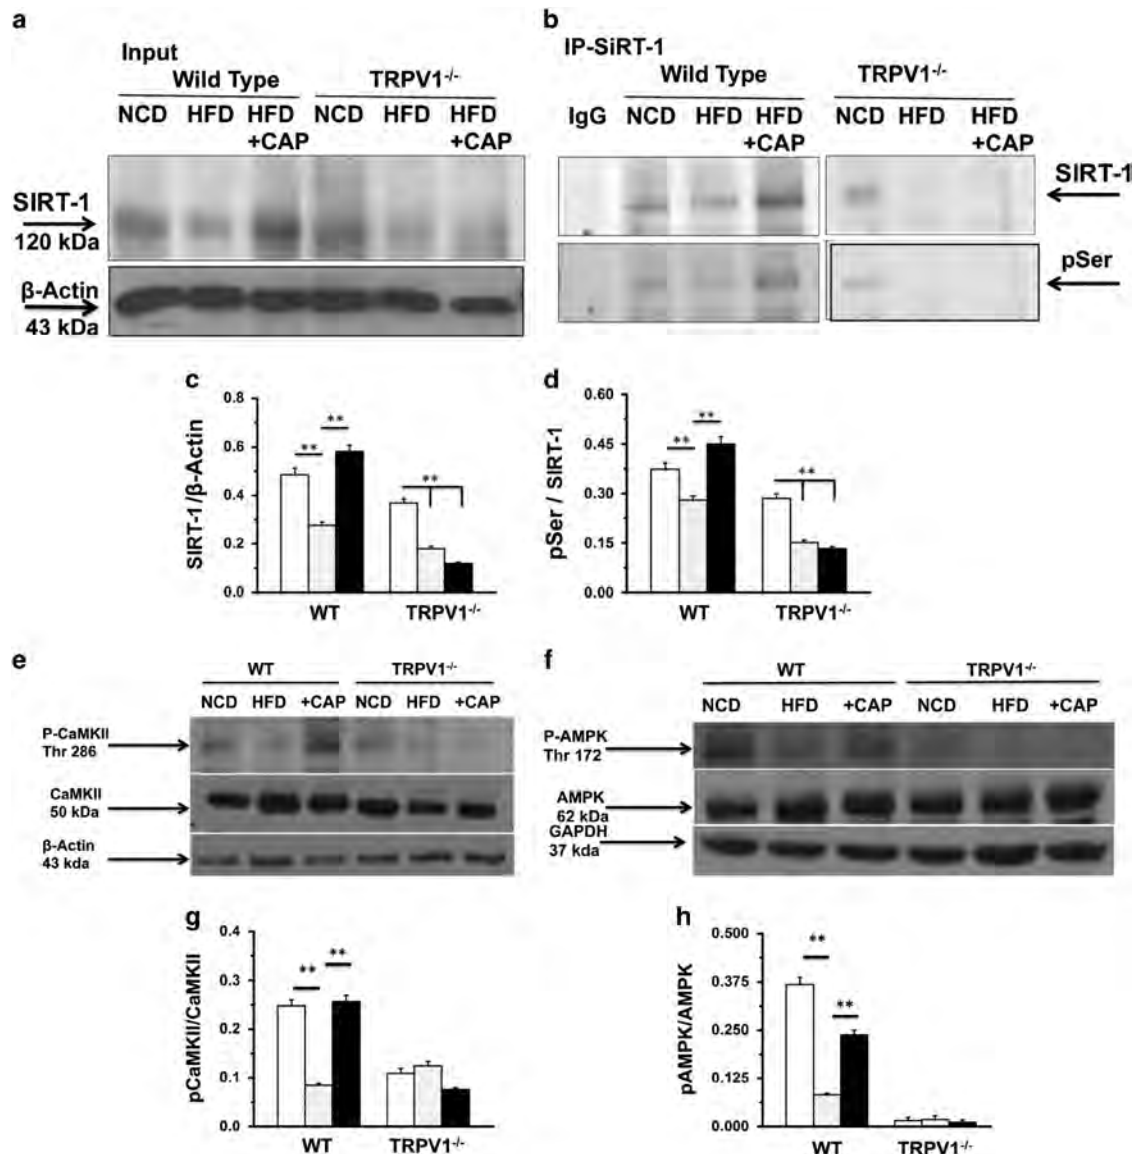 a
Input
Wild Type TRPV1-/-
NCD HFD HFD NCD HFD HFD
+CAP +CAP
SIRT-1
120 kDa
β-Actin
43 kDa
b
IP-SiRT-1
Wild Type TRPV1-/-
IgG NCD HFD HFD NCD HFD HFD
+CAP +CAP
SIRT-1
pSer
c
SIRT-1/β-Actin
0.8
0.6
0.4
0.2
0.0
** ** **
WT TRPV1-/-
d
pSer / SIRT-1
0.60
0.45
0.30
0.15
0.00
** ** **
WT TRPV1-/-
e
WT TRPV1-/-
NCD HFD +CAP NCD HFD +CAP
P-CaMKII
Thr 286
CaMKII
50 kDa
β-Actin
43 kda
f
WT TRPV1-/-
NCD HFD +CAP NCD HFD +CAP
P-AMPK
Thr 172
AMPK
62 kDa
GAPDH
37 kda
g
pCaMKII/CaMKII
0.4
0.3
0.2
0.1
0.0
** **
WT TRPV1-/-
h
pAMPK/AMPK
0.500
0.375
0.250
0.125
0.000
** **
WT TRPV1-/-